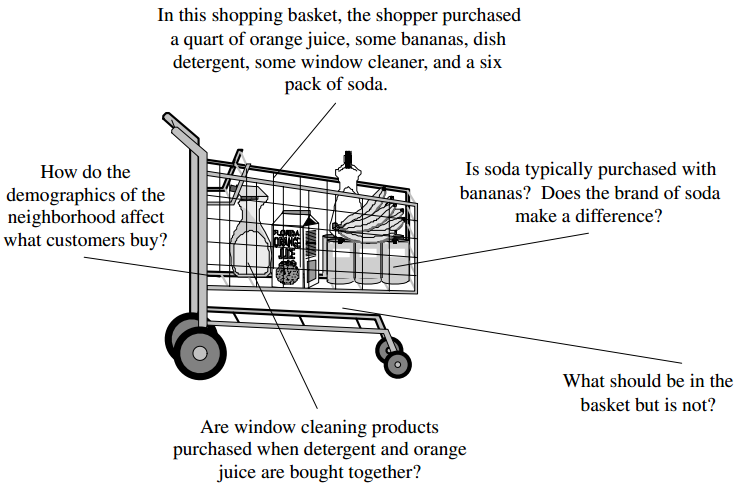 In this shopping basket, the shopper purchased
a quart of orange juice, some bananas, dish
detergent, some window cleaner, and a six
pack of soda.
How do the
demographics of the
neighborhood affect
what customers buy?
Is soda typically purchased with
bananas?  Does the brand of soda
make a difference?
FLORIDA
ORANGE
JUICE
What should be in the
basket but is not?
Are window cleaning products
purchased when detergent and orange
juice are bought together?